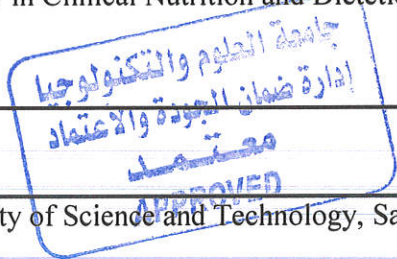 in Clinical Nutrition and Dieteti
جامعة العلوم والتكنولوجيا
إدارة ضمان الجودة والاعتماد
معتمد
APPROVED
ty of Science and Technology, Sa